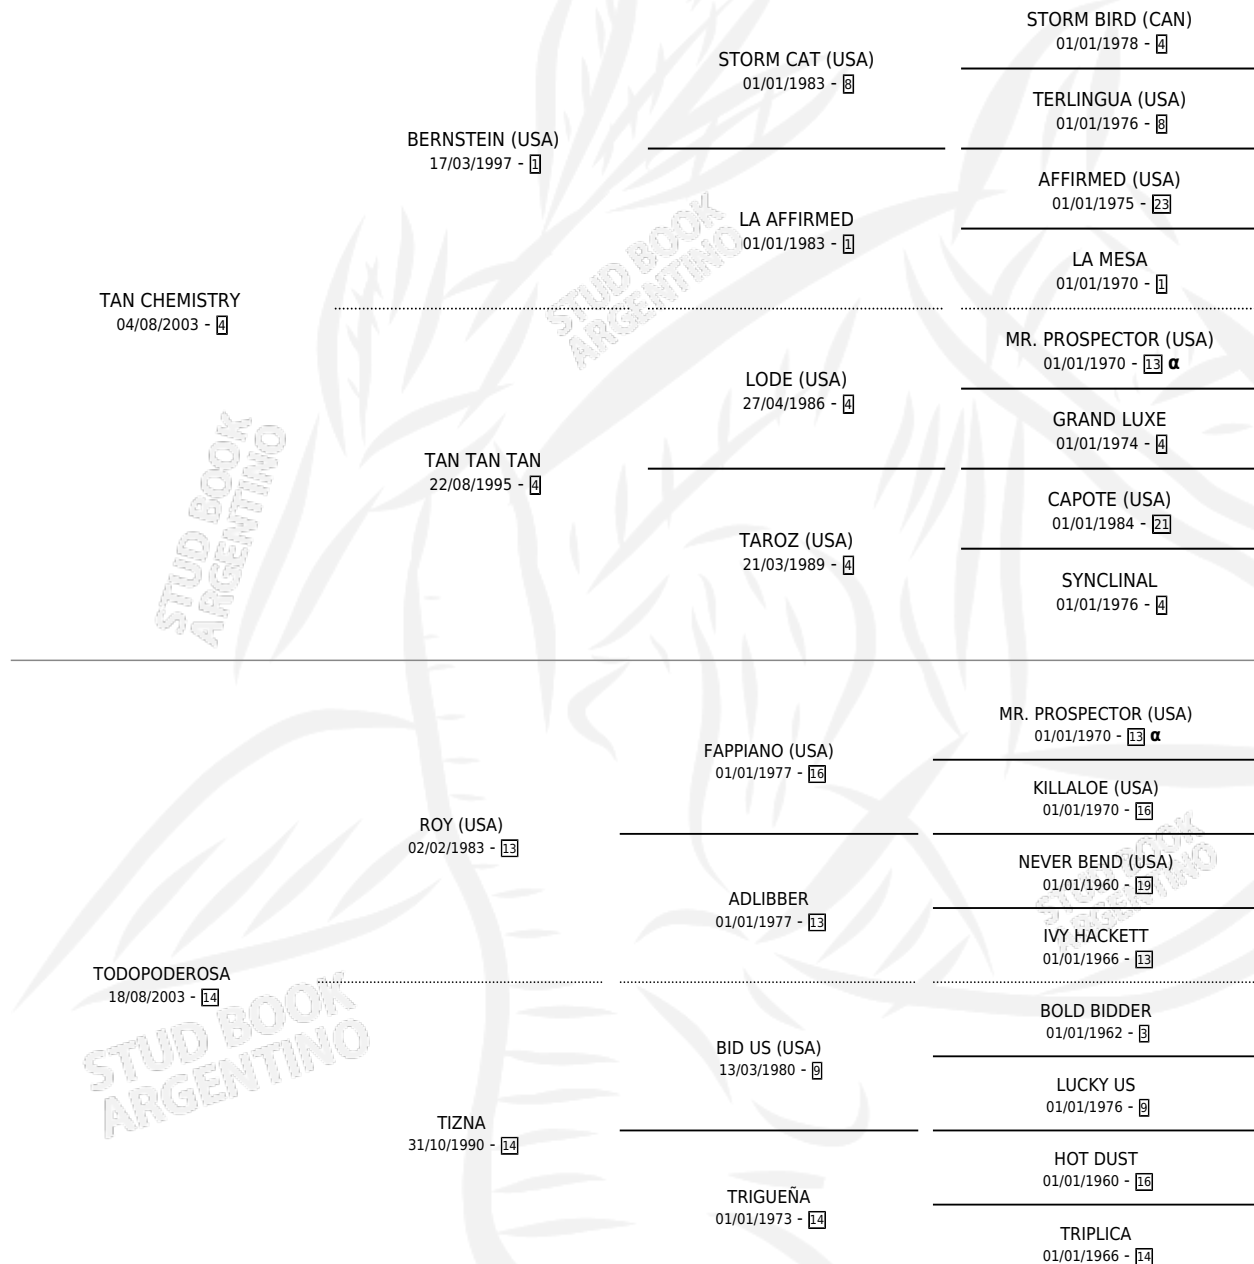 STORM BIRD (CAN)
01/01/1978 - 4
STORM CAT (USA)
01/01/1983 - 8
TERLINGUA (USA)
01/01/1976 - 8
BERNSTEIN (USA)
17/03/1997 - 1
AFFIRMED (USA)
01/01/1975 - 23
LA AFFIRMED
01/01/1983 - 1
LA MESA
01/01/1970 - 1
TAN CHEMISTRY
04/08/2003 - 4
MR. PROSPECTOR (USA)
01/01/1970 - 13 α
LODE (USA)
27/04/1986 - 4
GRAND LUXE
01/01/1974 - 4
TAN TAN TAN
22/08/1995 - 4
CAPOTE (USA)
01/01/1984 - 21
TAROZ (USA)
21/03/1989 - 4
SYNCLINAL
01/01/1976 - 4
MR. PROSPECTOR (USA)
01/01/1970 - 13 α
FAPPIANO (USA)
01/01/1977 - 16
KILLALOE (USA)
01/01/1970 - 16
ROY (USA)
02/02/1983 - 13
NEVER BEND (USA)
01/01/1960 - 19
ADLIBBER
01/01/1977 - 13
IVY HACKETT
01/01/1966 - 13
TODOPODEROSA
18/08/2003 - 14
BOLD BIDDER
01/01/1962 - 3
BID US (USA)
13/03/1980 - 9
LUCKY US
01/01/1976 - 9
TIZNA
31/10/1990 - 14
HOT DUST
01/01/1960 - 16
TRIGUEÑA
01/01/1973 - 14
TRIPLICA
01/01/1966 - 14
STUD BOOK
ARGENTINO
STUD BOOK
ARGENTINO
STUD BOOK
ARGENTINO
STUD BOOK
ARGENTINO